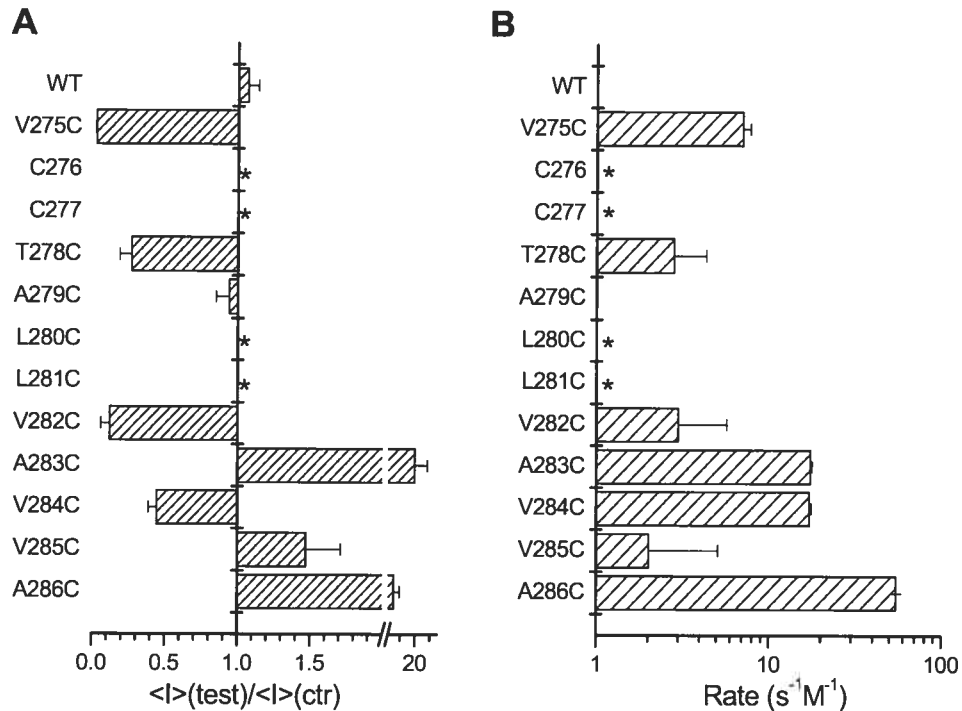 A
WT
V275C
C276
*
C277
*
T278C
A279C
L280C
*
L281C
*
V282C
A283C
V284C
V285C
A286C
0.0 0.5 1.0 1.5 20
<I>(test)/<I>(ctr)
B
WT
V275C
C276
*
C277
*
T278C
A279C
L280C
*
L281C
*
V282C
A283C
V284C
V285C
A286C
1 10 100
Rate (s⁻¹M⁻¹)